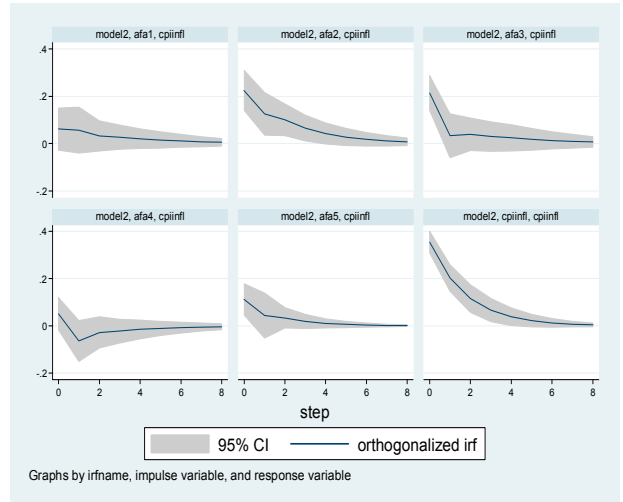 model2, afa1, cpiinfl
model2, afa2, cpiinfl
model2, afa3, cpiinfl
.4
.2
0
-.2
model2, afa4, cpiinfl
model2, afa5, cpiinfl
model2, cpiinfl, cpiinfl
.4
.2
0
-.2
0 2 4 6 8
0 2 4 6 8
0 2 4 6 8
step
95% CI
orthogonalized irf
Graphs by irfname, impulse variable, and response variable